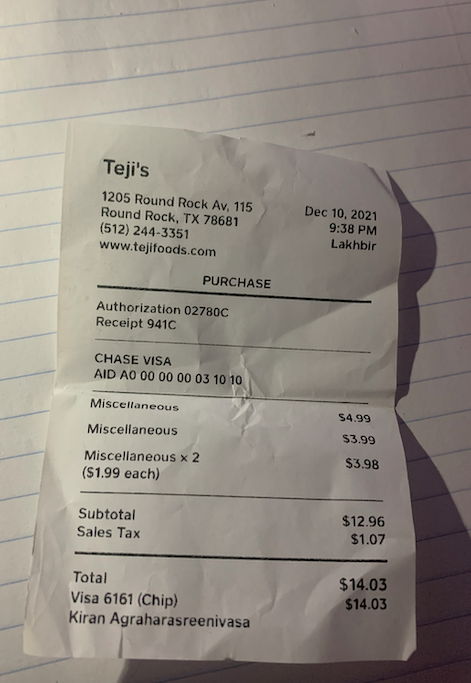 Teji's
1205 Round Rock Av, 115
Round Rock, TX 78681
(512) 244-3351
www.tejifoods.com
Dec 10, 2021
9:38 PM
Lakhbir
PURCHASE
Authorization 02780C
Receipt 941C
CHASE VISA
AID A0 00 00 00 03 10 10
Miscellaneous $4.99
Miscellaneous $3.99
Miscellaneous × 2 $3.98
($1.99 each)
Subtotal $12.96
Sales Tax $1.07
Total $14.03
Visa 6161 (Chip) $14.03
Kiran Agraharasreenivasa